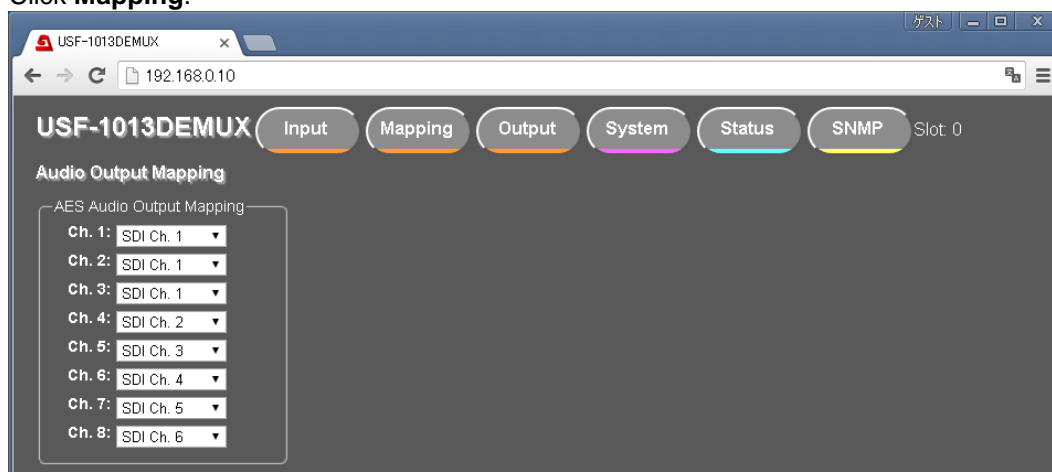 Click Mapping.
ゲスト
USF-1013DEMUX
192.168.0.10
USF-1013DEMUX Input Mapping Output System Status SNMP Slot: 0
Audio Output Mapping
AES Audio Output Mapping
Ch. 1: SDI Ch. 1
Ch. 2: SDI Ch. 1
Ch. 3: SDI Ch. 1
Ch. 4: SDI Ch. 2
Ch. 5: SDI Ch. 3
Ch. 6: SDI Ch. 4
Ch. 7: SDI Ch. 5
Ch. 8: SDI Ch. 6